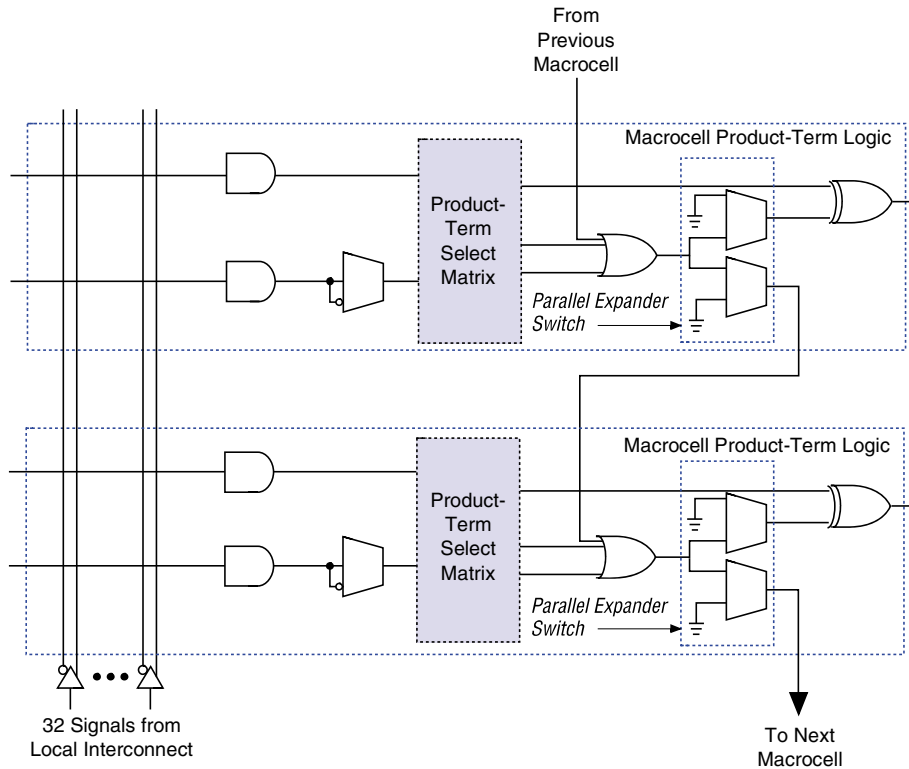 From
Previous
Macrocell
Macrocell Product-Term Logic
Product-
Term
Select
Matrix
Parallel Expander
Switch
Macrocell Product-Term Logic
Product-
Term
Select
Matrix
Parallel Expander
Switch
32 Signals from
Local Interconnect
To Next
Macrocell